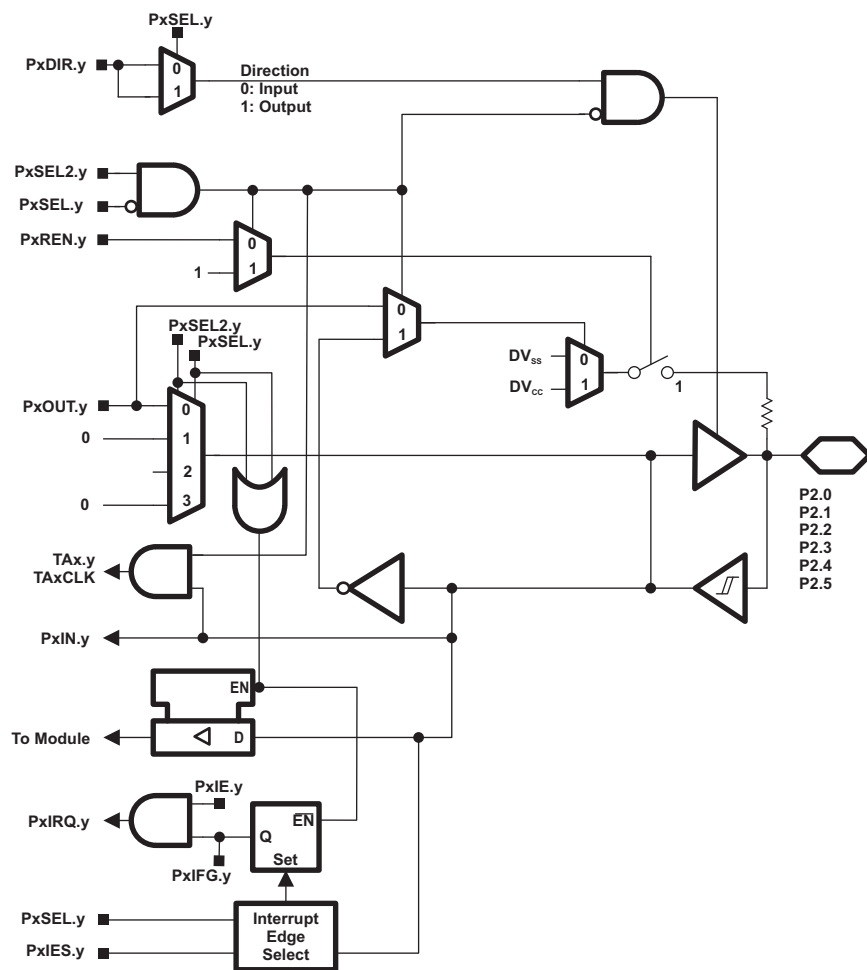 PxSEL.y
PxDIR.y
0
1
Direction
0: Input
1: Output
PxSEL2.y
PxSEL.y
PxREN.y
0
1
1
0
1
PxSEL2.y
PxSEL.y
DVSS
DVCC
0
1
1
PxOUT.y
0
0
1
2
3
0
TAx.y
TAxCLK
P2.0
P2.1
P2.2
P2.3
P2.4
P2.5
PxIN.y
EN
To Module
D
PxIE.y
PxIRQ.y
EN
Q
Set
PxIFG.y
PxSEL.y
PxIES.y
Interrupt
Edge
Select